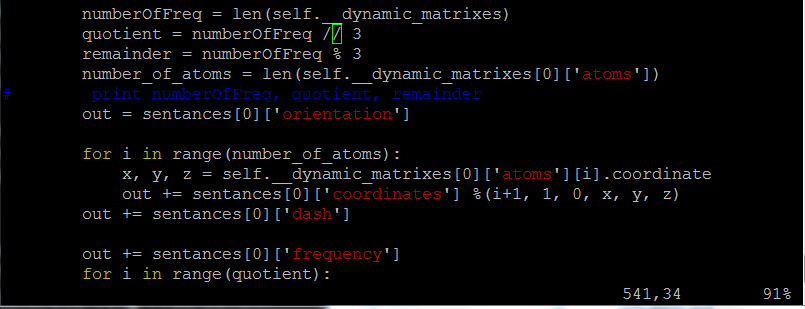 numberOfFreq = len(self.__dynamic_matrixes)
quotient = numberOfFreq // 3
remainder = numberOfFreq % 3
number_of_atoms = len(self.__dynamic_matrixes[0]['atoms'])
# print numberOfFreq, quotient, remainder
out = sentances[0]['orientation']
for i in range(number_of_atoms):
x, y, z = self.__dynamic_matrixes[0]['atoms'][i].coordinate
out += sentances[0]['coordinates'] %(i+1, 1, 0, x, y, z)
out += sentances[0]['dash']
out += sentances[0]['frequency']
for i in range(quotient):
541,34 91%